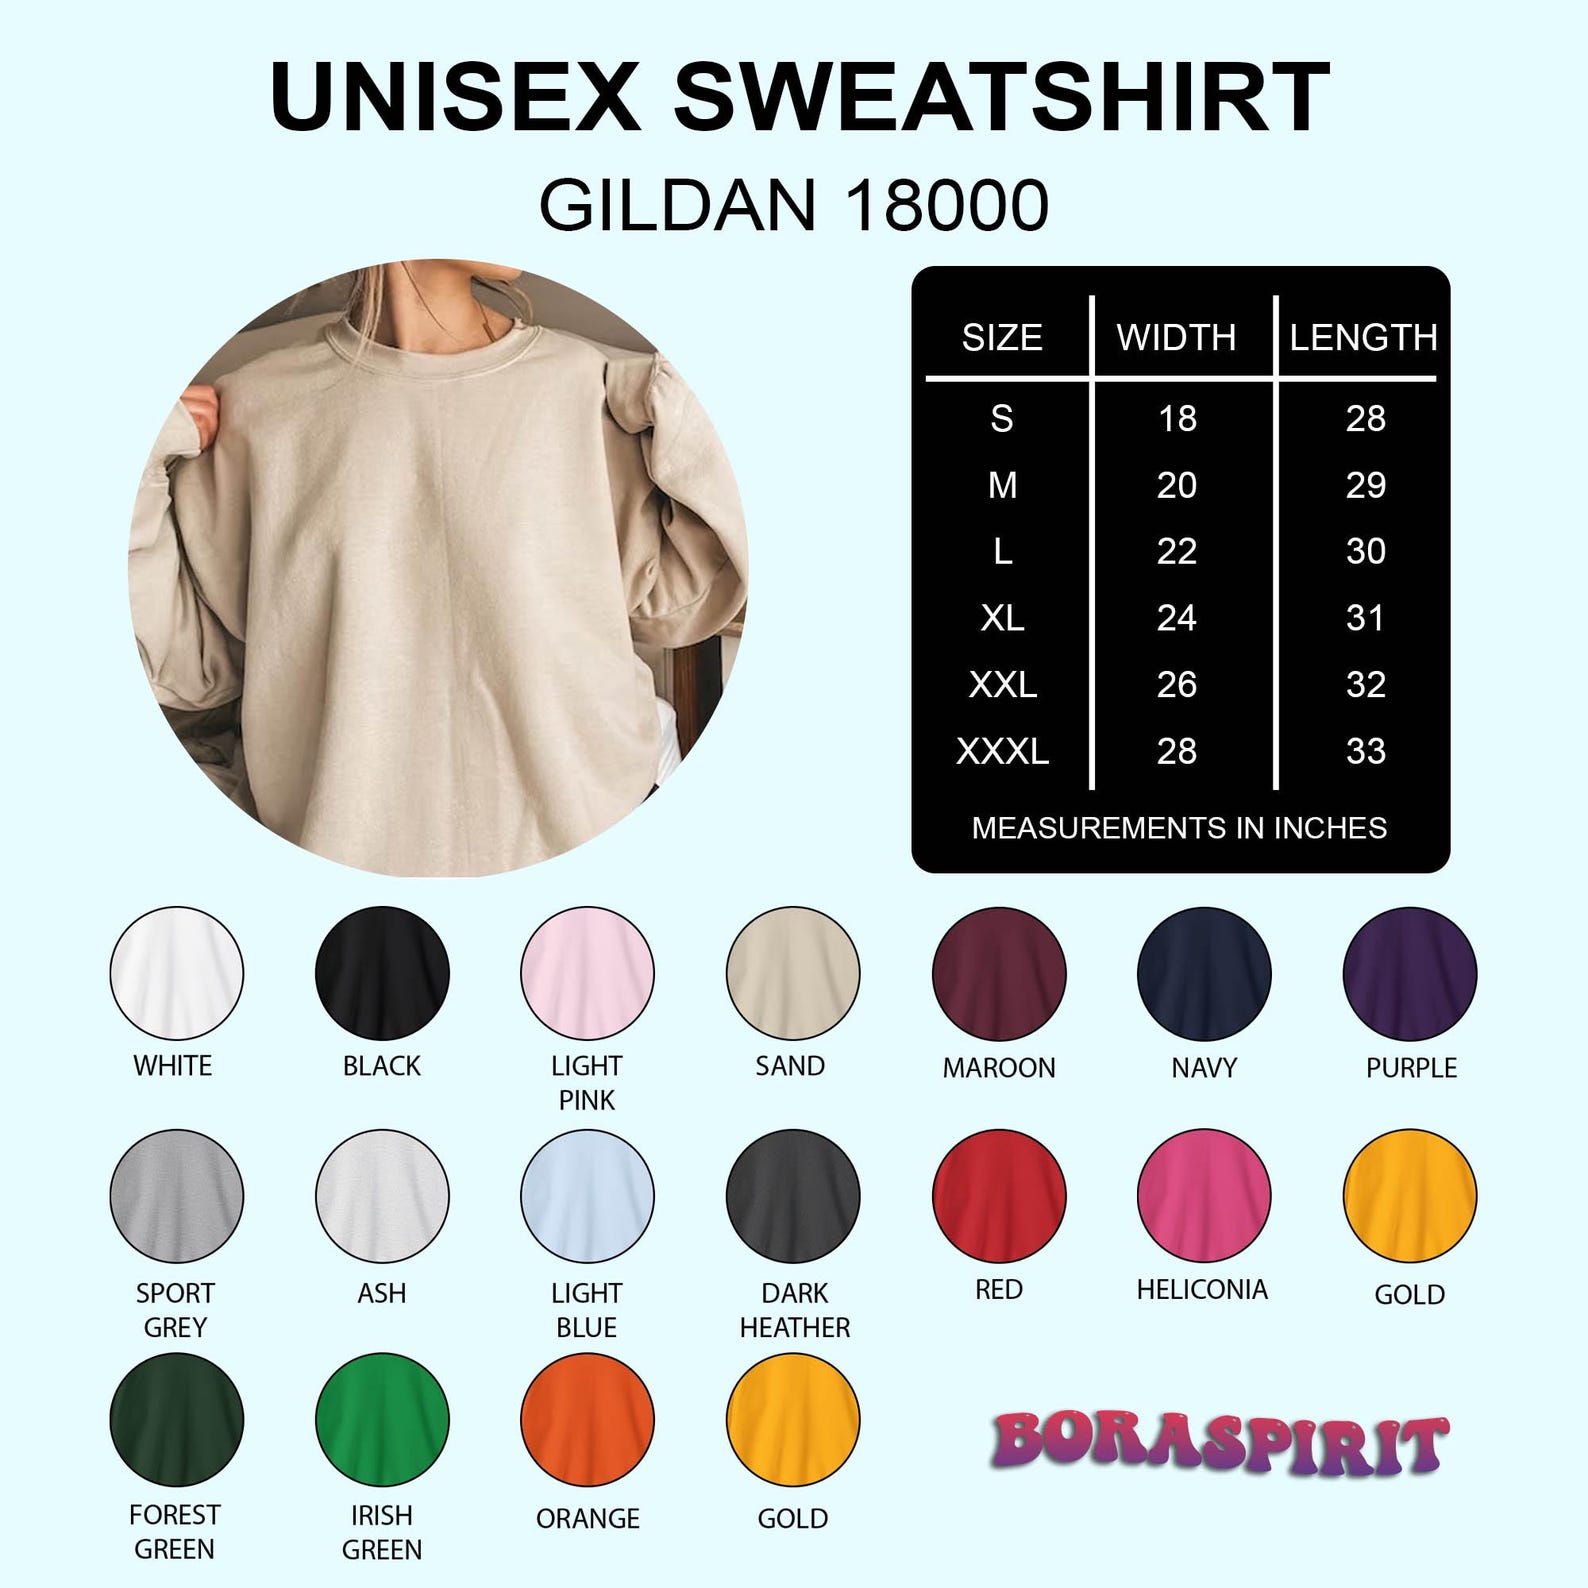 UNISEX SWEATSHIRT
GILDAN 18000
SIZE WIDTH LENGTH
S 18 28
M 20 29
L 22 30
XL 24 31
XXL 26 32
XXXL 28 33
MEASUREMENTS IN INCHES
WHITE
BLACK
LIGHT
PINK
SAND
MAROON
NAVY
PURPLE
SPORT
GREY
ASH
LIGHT
BLUE
DARK
HEATHER
RED
HELICONIA
GOLD
FOREST
GREEN
IRISH
GREEN
ORANGE
GOLD
BORASPIRIT